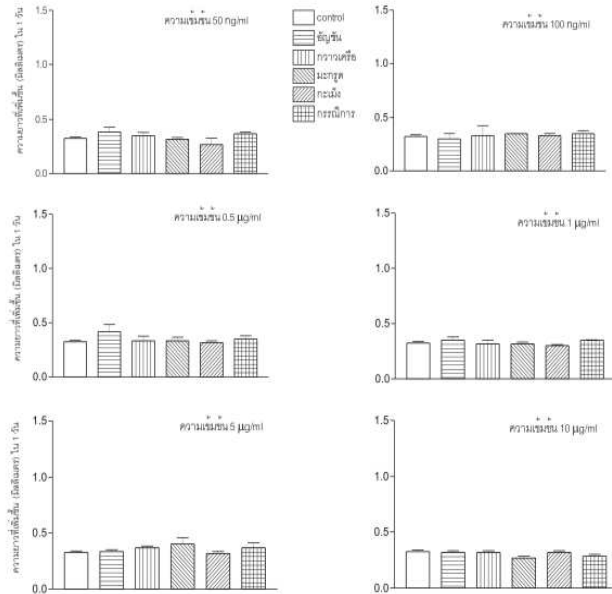 ความยาวที่เพิ่มขึ้น (มิลลิเมตร) ใน 1 วัน
1.5
1.0
0.5
0.0
ความเข้มข้น 50 ng/ml
control
อัญชัน
กวาวเครือ
มะกรูด
กะเม็ง
กรรณิการ์
1.5
1.0
0.5
0.0
ความเข้มข้น 100 ng/ml
ความยาวที่เพิ่มขึ้น (มิลลิเมตร) ใน 1 วัน
1.5
1.0
0.5
0.0
ความเข้มข้น 0.5 µg/ml
1.5
1.0
0.5
0.0
ความเข้มข้น 1 µg/ml
ความยาวที่เพิ่มขึ้น (มิลลิเมตร) ใน 1 วัน
1.5
1.0
0.5
0.0
ความเข้มข้น 5 µg/ml
1.5
1.0
0.5
0.0
ความเข้มข้น 10 µg/ml